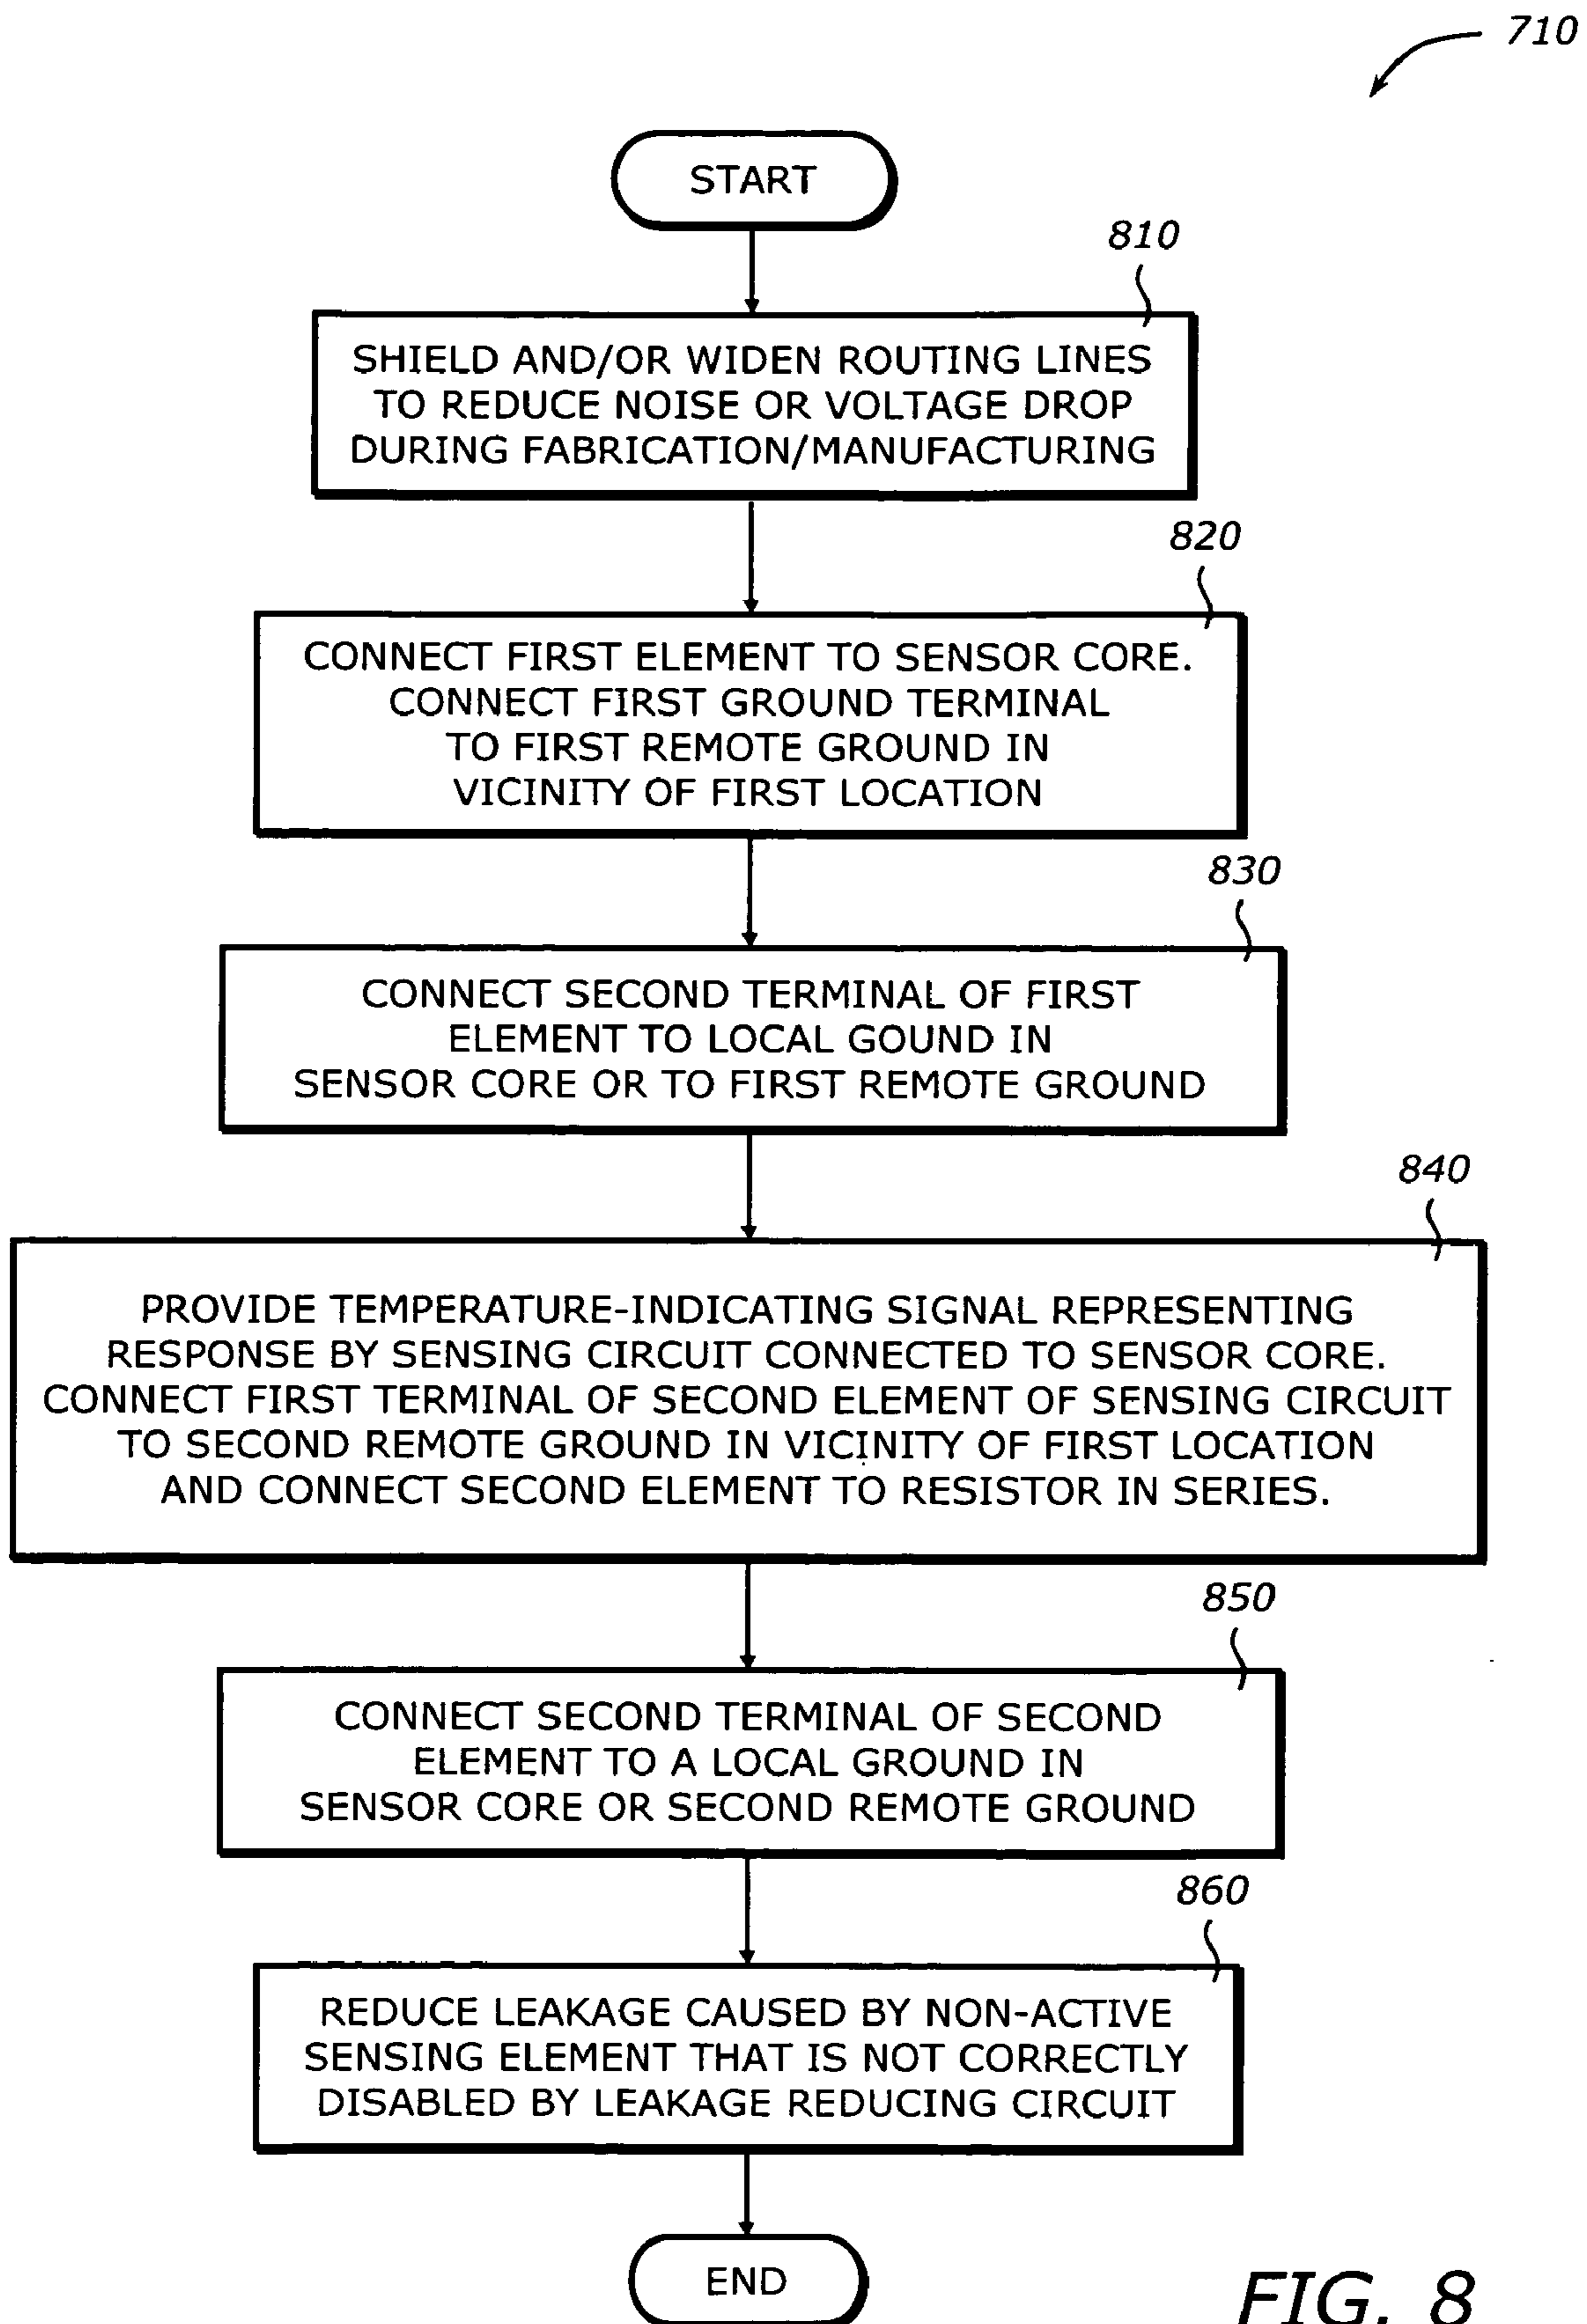 710
START
810
SHIELD AND/OR WIDEN ROUTING LINES
TO REDUCE NOISE OR VOLTAGE DROP
DURING FABRICATION/MANUFACTURING
820
CONNECT FIRST ELEMENT TO SENSOR CORE.
CONNECT FIRST GROUND TERMINAL
TO FIRST REMOTE GROUND IN
VICINITY OF FIRST LOCATION
830
CONNECT SECOND TERMINAL OF FIRST
ELEMENT TO LOCAL GOUND IN
SENSOR CORE OR TO FIRST REMOTE GROUND
840
PROVIDE TEMPERATURE-INDICATING SIGNAL REPRESENTING
RESPONSE BY SENSING CIRCUIT CONNECTED TO SENSOR CORE.
CONNECT FIRST TERMINAL OF SECOND ELEMENT OF SENSING CIRCUIT
TO SECOND REMOTE GROUND IN VICINITY OF FIRST LOCATION
AND CONNECT SECOND ELEMENT TO RESISTOR IN SERIES.
850
CONNECT SECOND TERMINAL OF SECOND
ELEMENT TO A LOCAL GROUND IN
SENSOR CORE OR SECOND REMOTE GROUND
860
REDUCE LEAKAGE CAUSED BY NON-ACTIVE
SENSING ELEMENT THAT IS NOT CORRECTLY
DISABLED BY LEAKAGE REDUCING CIRCUIT
END
FIG. 8